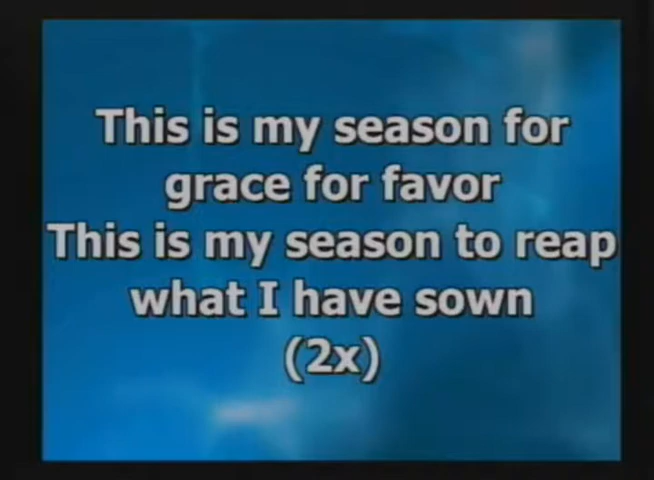 This is my season for
grace for favor
This is my season to reap
what I have sown
(2x)